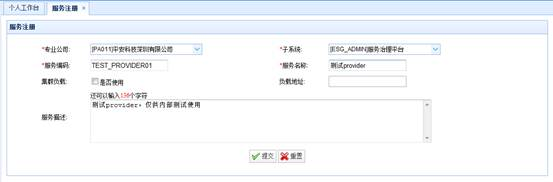 个人工作台 服务注册 ×
服务注册
*专业公司: [PA011]平安科技深圳有限公司 *子系统: [ESG_ADMIN]服务治理平台
*服务编码: TEST_PROVIDER01 *服务名称: 测试provider
集群负载: 是否使用 负载地址:
还可以输入136个字符
服务描述: 测试provider，仅供内部测试使用
提交 重置